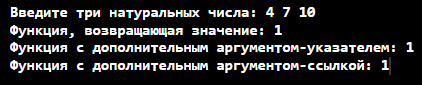 Введите три натуральных числа: 4 7 10
Функция, возвращающая значение: 1
Функция с дополнительным аргументом-указателем: 1
Функция с дополнительным аргументом-ссылкой: 1